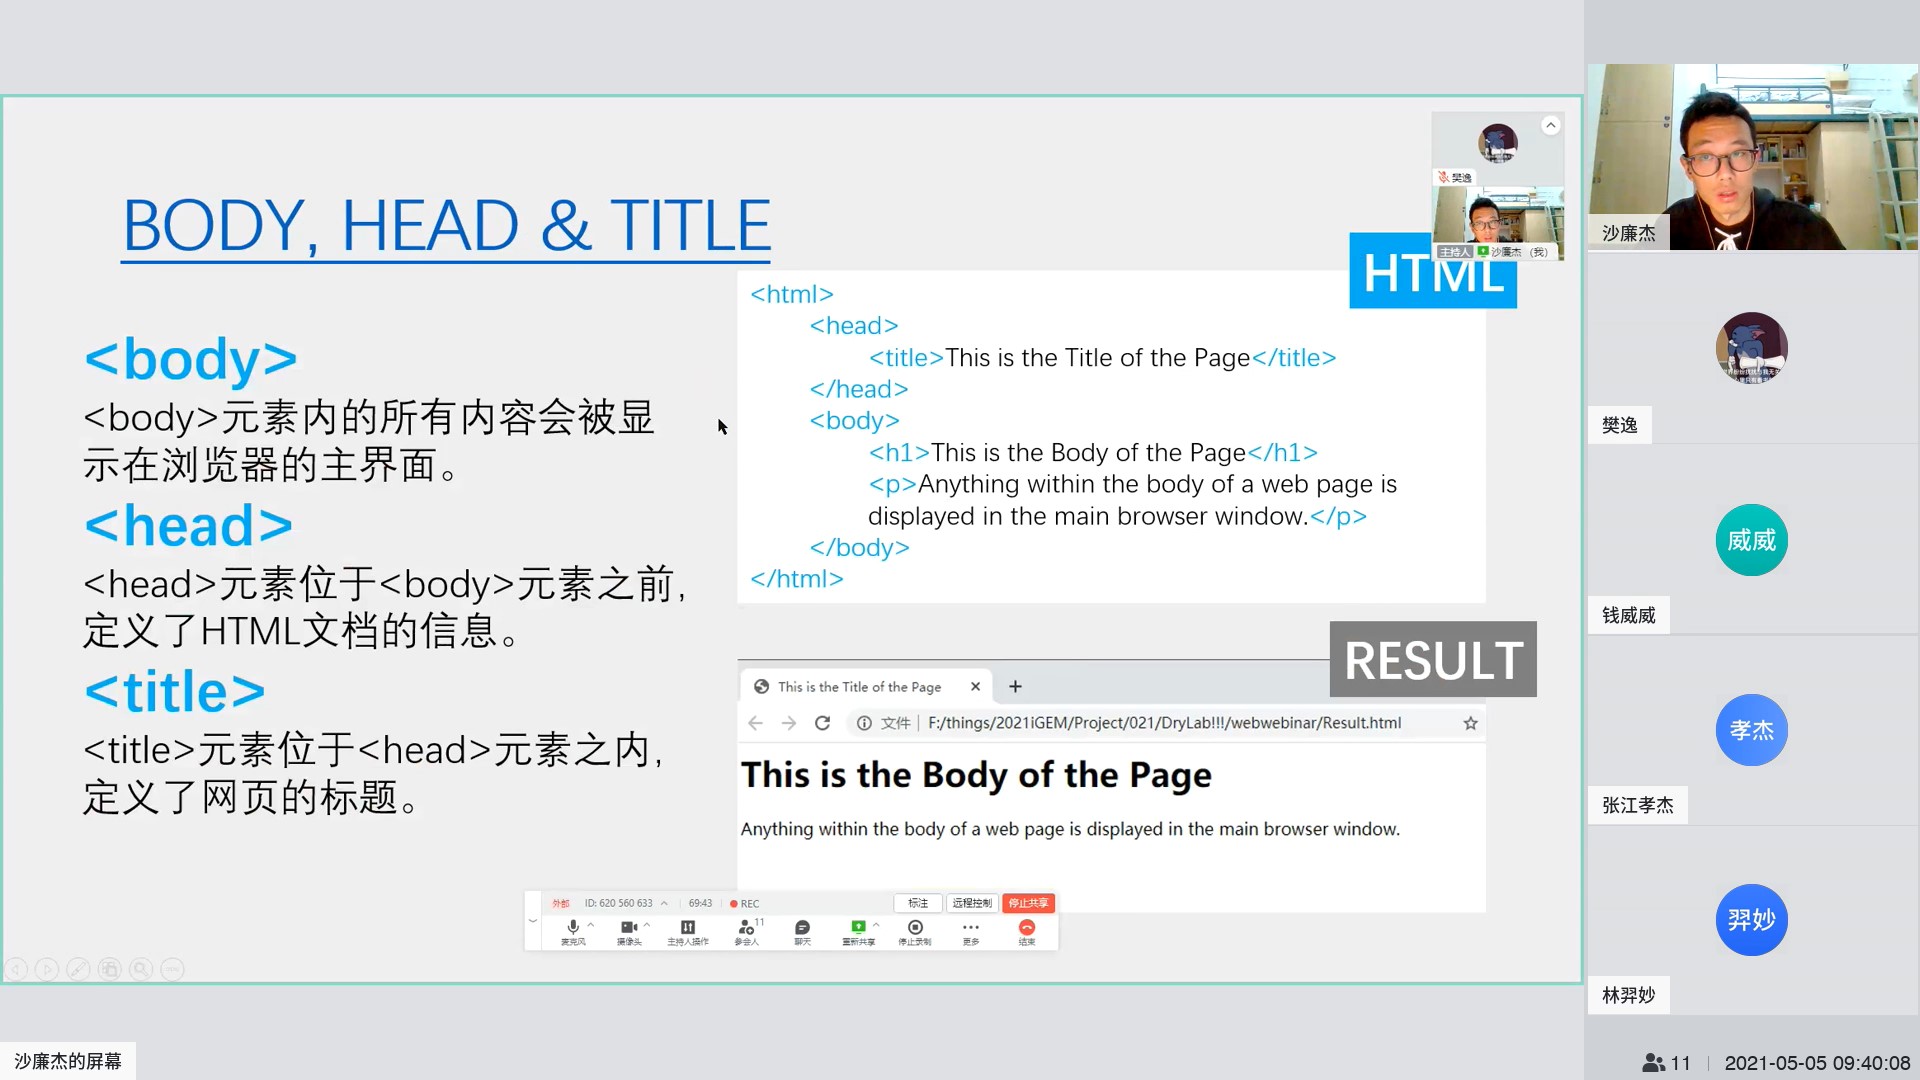 BODY, HEAD & TITLE
<body>
<body>元素内的所有内容会被显
示在浏览器的主界面。
<head>
<head>元素位于<body>元素之前,
定义了HTML文档的信息。
<title>
<title>元素位于<head>元素之内,
定义了网页的标题。
HTML
<html>
<head>
<title>This is the Title of the Page</title>
</head>
<body>
<h1>This is the Body of the Page</h1>
<p>Anything within the body of a web page is
displayed in the main browser window.</p>
</body>
</html>
RESULT
This is the Title of the Page
文件 F:/things/2021iGEM/Project/021/DryLab!!!/webwebinar/Result.html
This is the Body of the Page
Anything within the body of a web page is displayed in the main browser window.
樊逸
主持人 沙廉杰 (我)
外部 ID: 620 560 633 69:43 REC 标注 远程控制 停止共享
11
麦克风 摄像头 主持人操作 参会人 聊天 重新共享 停止录制 更多 结束
沙廉杰
樊逸
威威
钱威威
孝杰
张江孝杰
羿妙
林羿妙
沙廉杰的屏幕
11 2021-05-05 09:40:08